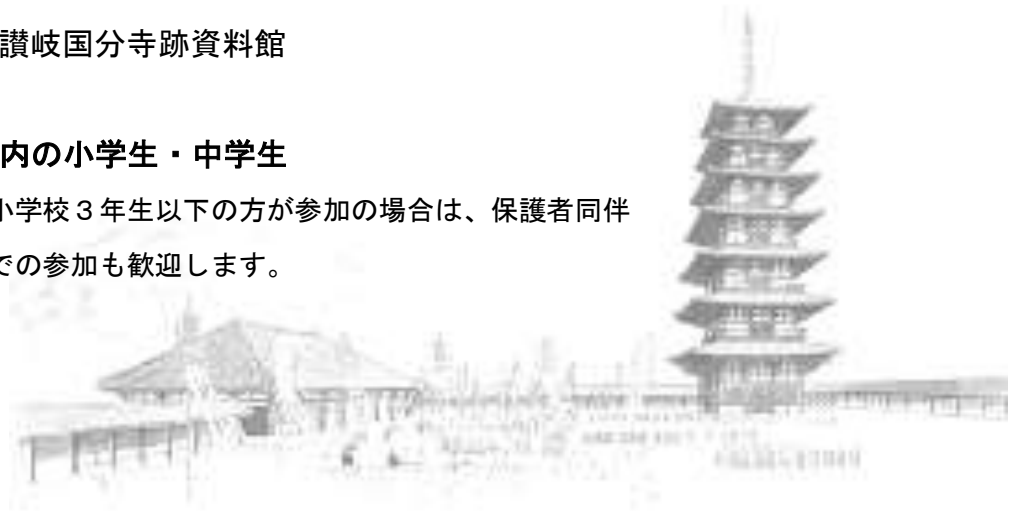 讃岐国分寺跡資料館
内の小学生・中学生
小学校３年生以下の方が参加の場合は、保護者同伴
での参加も歓迎します。